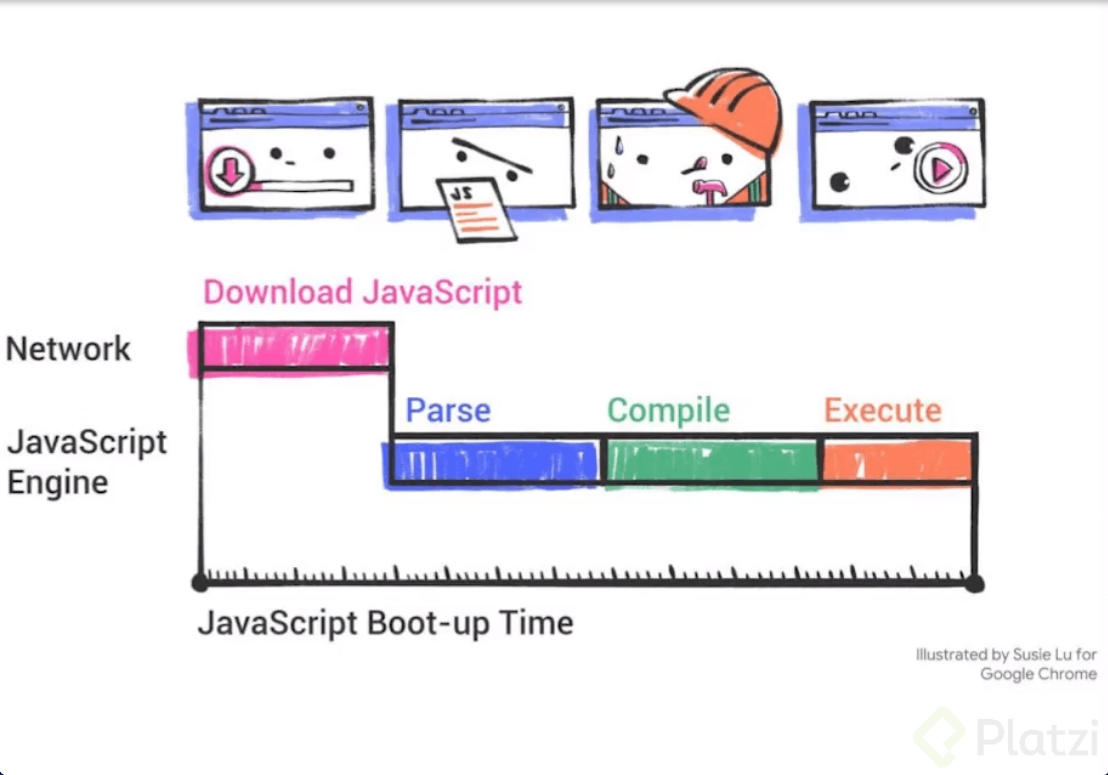 JS
Download JavaScript
Network
Parse
Compile
Execute
JavaScript
Engine
JavaScript Boot-up Time
Illustrated by Susie Lu for
Google Chrome
Platzi